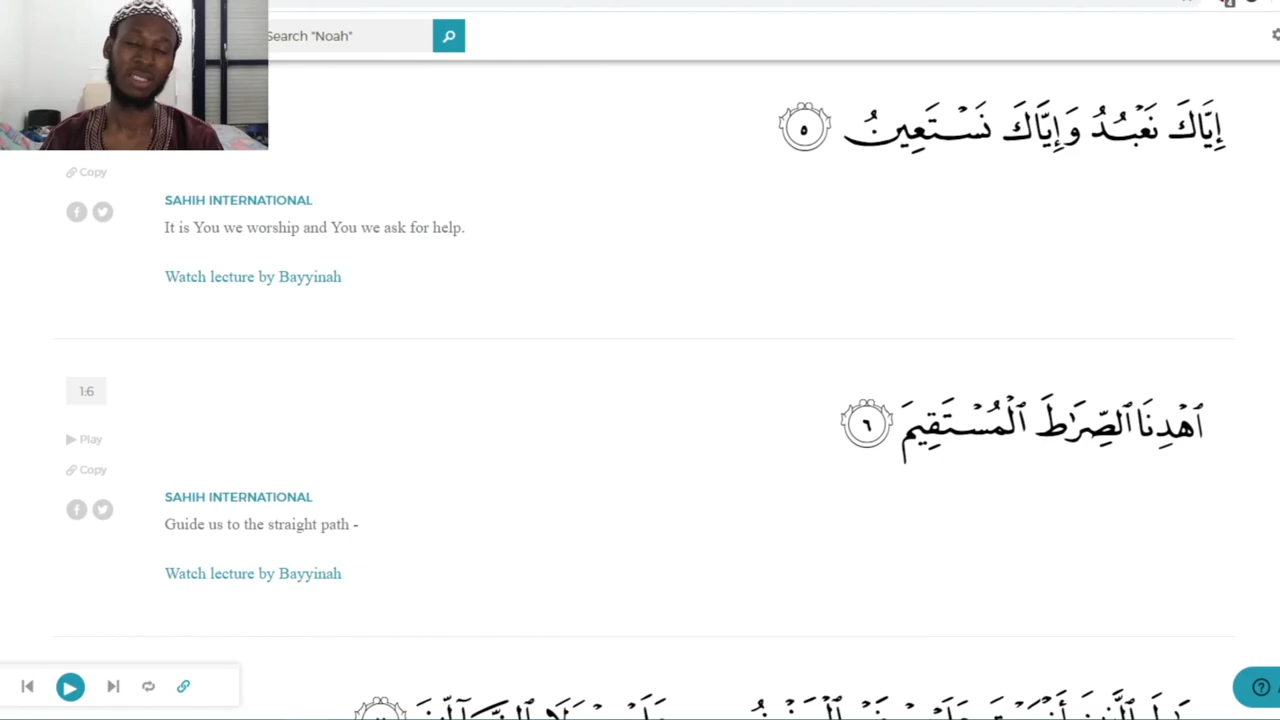 Search "Noah"
إِيَّاكَ نَعْبُدُ وَإِيَّاكَ نَسْتَعِينُ ٥
Copy
SAHIH INTERNATIONAL
It is You we worship and You we ask for help.
Watch lecture by Bayyinah
1:6
ٱهْدِنَا ٱلصِّرَٰطَ ٱلْمُسْتَقِيمَ ٦
Play
Copy
SAHIH INTERNATIONAL
Guide us to the straight path -
Watch lecture by Bayyinah